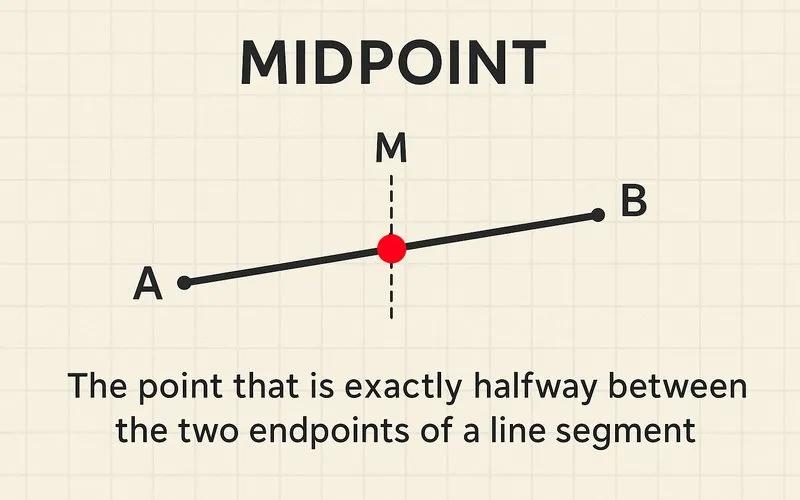 MIDPOINT
M
B
A
The point that is exactly halfway between
the two endpoints of a line segment